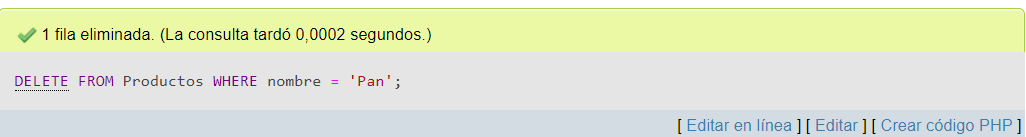 1 fila eliminada. (La consulta tardó 0,0002 segundos.)
DELETE FROM Productos WHERE nombre = 'Pan';
[ Editar en línea ] [ Editar ] [ Crear código PHP ]